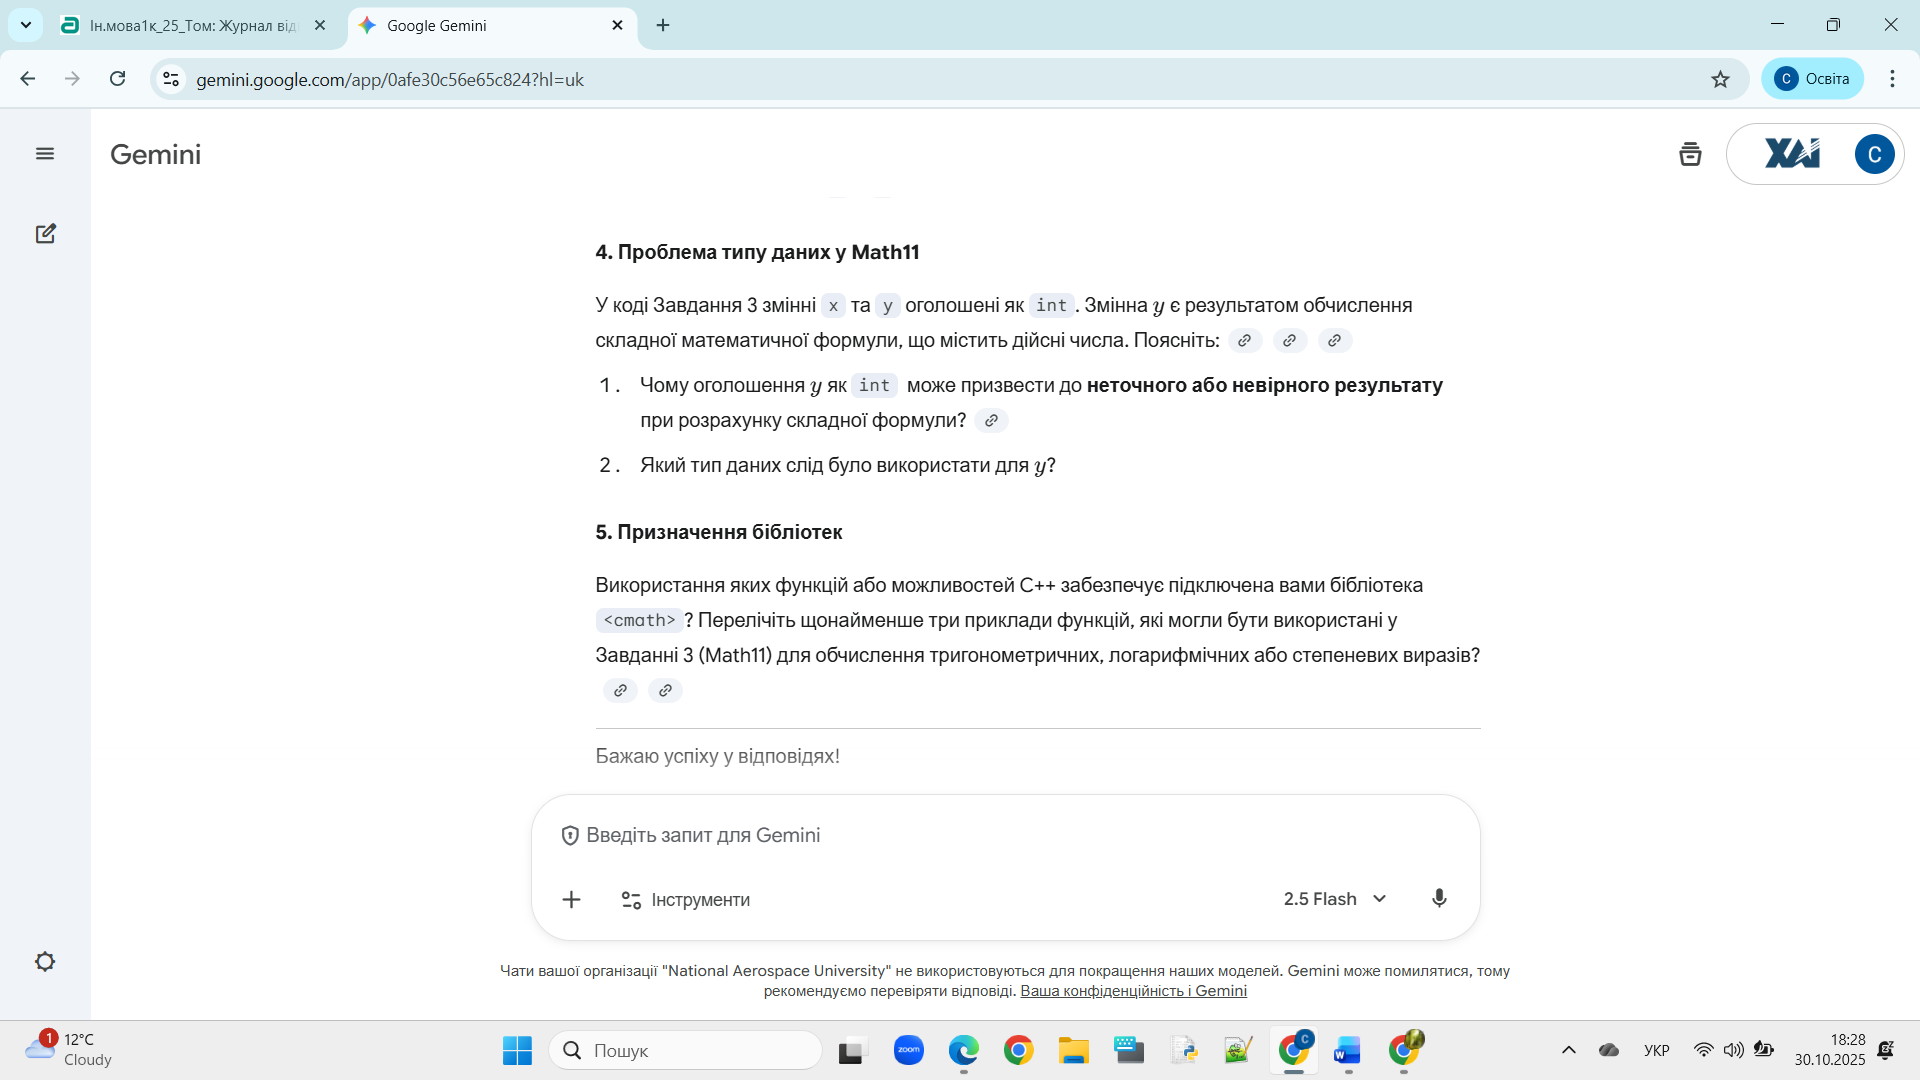 Ін.мова1к_25_Том: Журнал від
Google Gemini
gemini.google.com/app/0afe30c56e65c824?hl=uk
С Освіта
Gemini
XAI
С
4. Проблема типу даних у Math11
У коді Завдання 3 змінні x та y оголошені як int. Змінна y є результатом обчислення
складної математичної формули, що містить дійсні числа. Поясніть:
1. Чому оголошення y як int може призвести до неточного або невірного результату
при розрахунку складної формули?
2. Який тип даних слід було використати для y?
5. Призначення бібліотек
Використання яких функцій або можливостей C++ забезпечує підключена вами бібліотека
<cmath>? Перелічіть щонайменше три приклади функцій, які могли бути використані у
Завданні 3 (Math11) для обчислення тригонометричних, логарифмічних або степеневих виразів?
Бажаю успіху у відповідях!
Введіть запит для Gemini
Інструменти
2.5 Flash
Чати вашої організації "National Aerospace University" не використовуються для покращення наших моделей. Gemini може помилятися, тому
рекомендуємо перевіряти відповіді. Ваша конфіденційність і Gemini
1
12°C
Cloudy
Пошук
zoom
С
W
УКР
18:28
30.10.2025